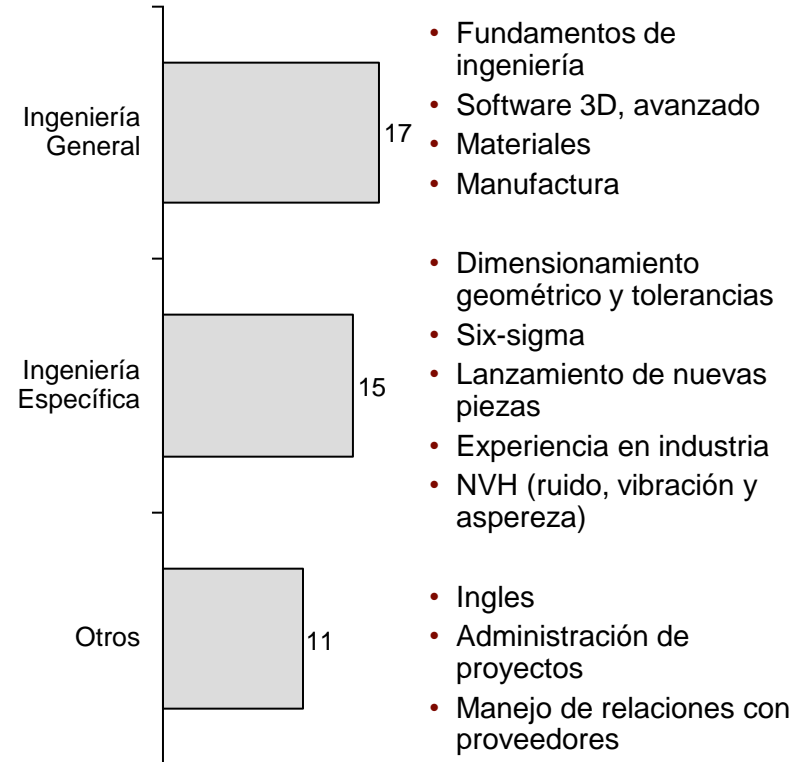 Ingeniería
General
17
• Fundamentos de
ingeniería
• Software 3D, avanzado
• Materiales
• Manufactura
Ingeniería
Específica
15
• Dimensionamiento
geométrico y tolerancias
• Six-sigma
• Lanzamiento de nuevas
piezas
• Experiencia en industria
• NVH (ruido, vibración y
aspereza)
Otros
11
• Ingles
• Administración de
proyectos
• Manejo de relaciones con
proveedores